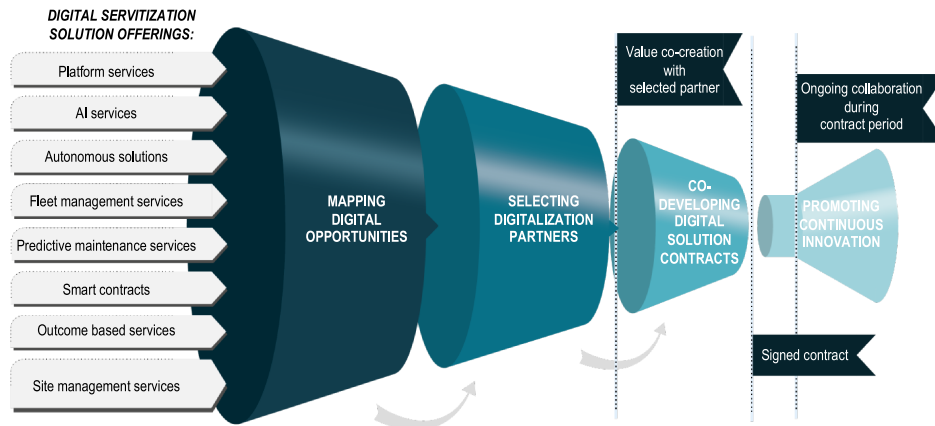 DIGITAL SERVITIZATION
SOLUTION OFFERINGS:
Platform services
AI services
Autonomous solutions
Fleet management services
Predictive maintenance services
Smart contracts
Outcome based services
Site management services
MAPPING
DIGITAL
OPPORTUNITIES
SELECTING
DIGITALIZATION
PARTNERS
Value co-creation
with
selected partner
CO-
DEVELOPING
DIGITAL
SOLUTION
CONTRACTS
Signed contract
Ongoing collaboration
during
contract period
PROMOTING
CONTINUOUS
INNOVATION